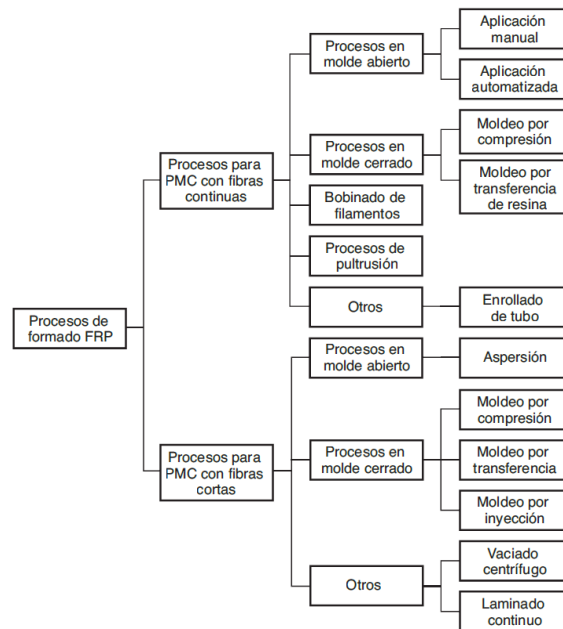 Procesos de
formado FRP
Procesos para
PMC con fibras
continuas
Procesos en
molde abierto
Aplicación
manual
Aplicación
automatizada
Procesos en
molde cerrado
Moldeo por
compresión
Moldeo por
transferencia
de resina
Bobinado de
filamentos
Procesos de
pultrusión
Otros
Enrollado
de tubo
Procesos para
PMC con fibras
cortas
Procesos en
molde abierto
Aspersión
Procesos en
molde cerrado
Moldeo por
compresión
Moldeo por
transferencia
Moldeo por
inyección
Otros
Vaciado
centrífugo
Laminado
continuo